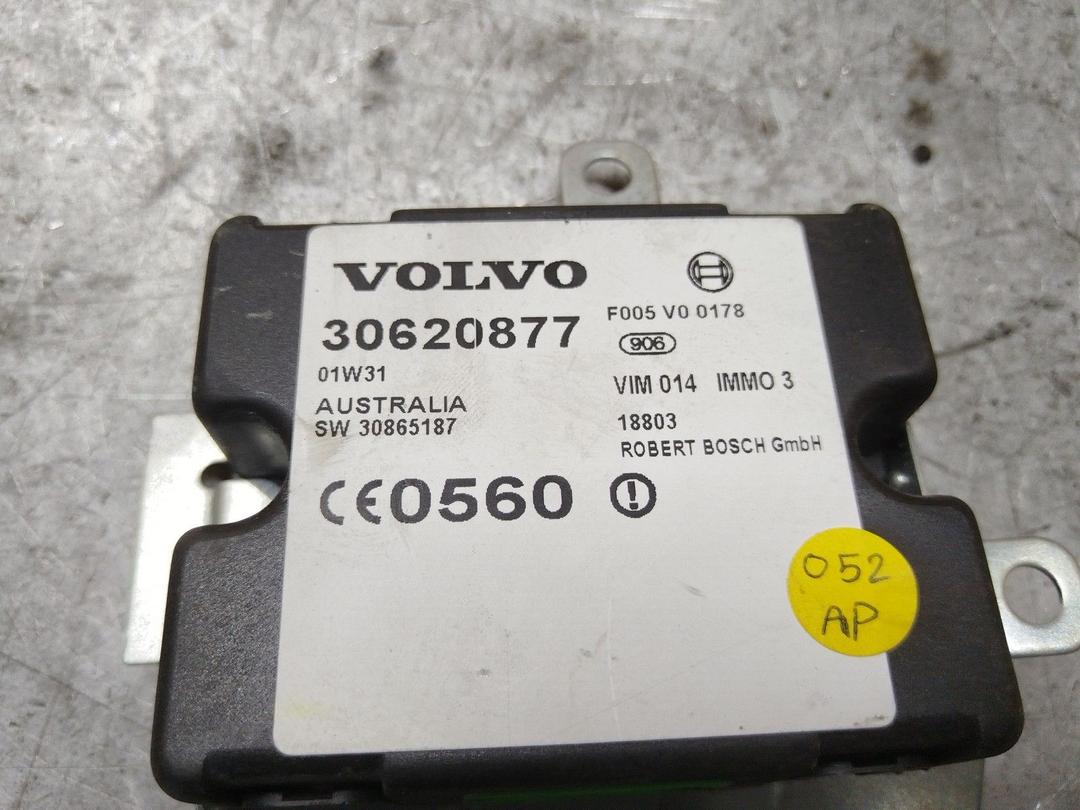 VOLVO
30620877
F005 V0 0178
906
01W31
VIM 014 IMMO 3
AUSTRALIA
SW 30865187
18803
ROBERT BOSCH GmbH
CE0560
052
AP